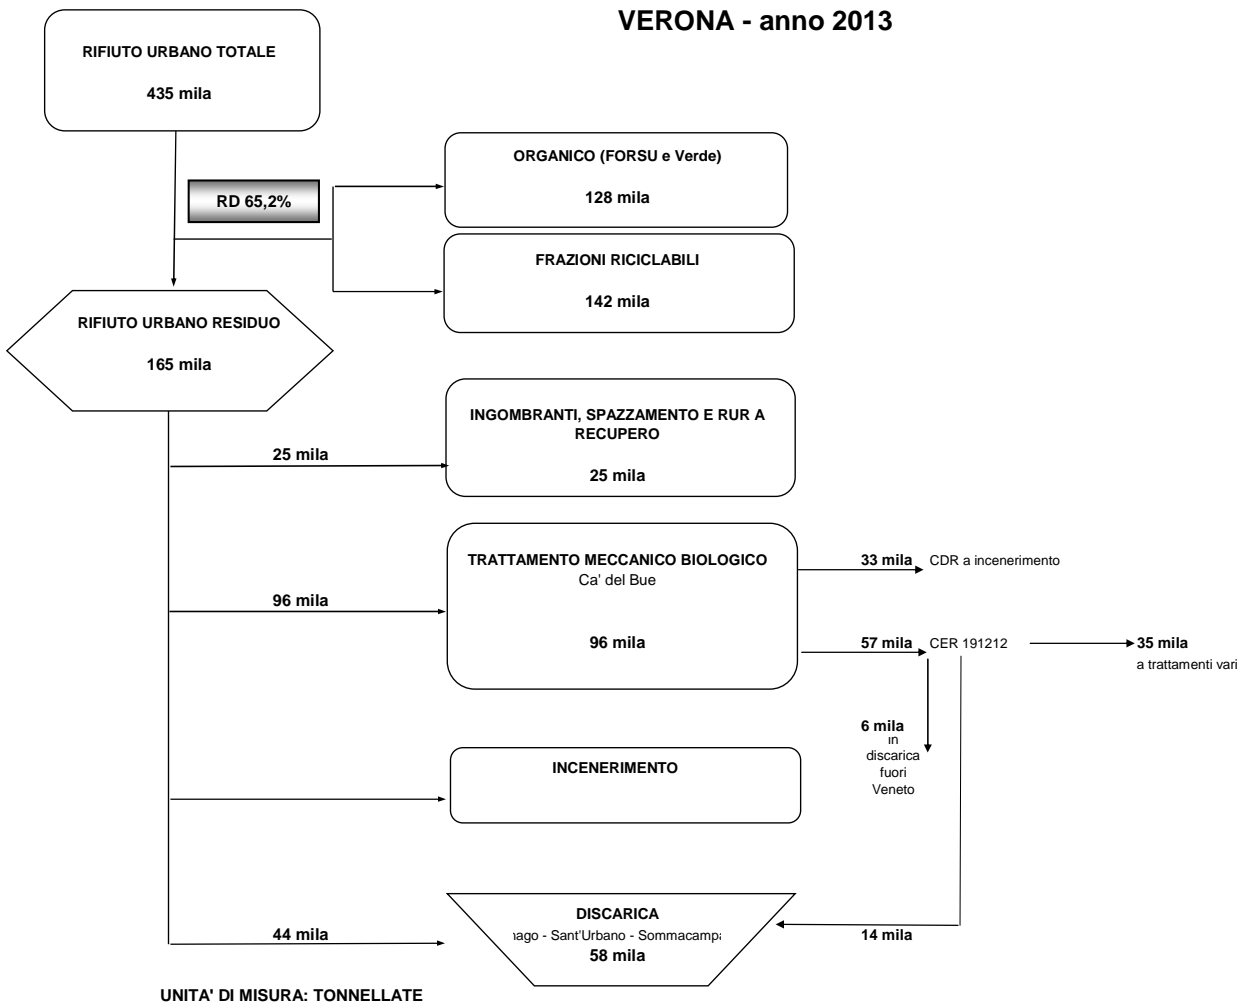 VERONA - anno 2013
RIFIUTO URBANO TOTALE
435 mila
ORGANICO (FORSU e Verde)
128 mila
RD 65,2%
FRAZIONI RICICLABILI
142 mila
RIFIUTO URBANO RESIDUO
165 mila
INGOMBRANTI, SPAZZAMENTO E RUR A
RECUPERO
25 mila
25 mila
TRATTAMENTO MECCANICO BIOLOGICO
Ca' del Bue
96 mila
96 mila
33 mila CDR a incenerimento
57 mila CER 191212
35 mila
a trattamenti vari
6 mila
in
discarica
fuori
Veneto
INCENERIMENTO
DISCARICA
- Sant'Urbano -
58 mila
44 mila
14 mila
UNITA' DI MISURA: TONNELLATE